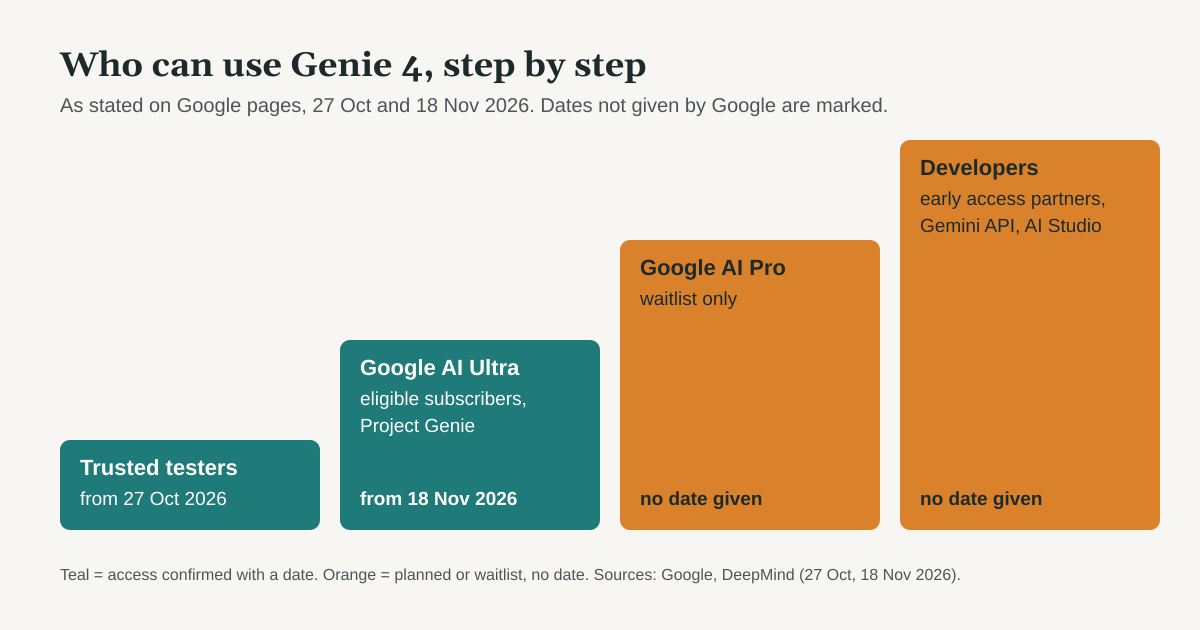 Who can use Genie 4, step by step
As stated on Google pages, 27 Oct and 18 Nov 2026. Dates not given by Google are marked.
Trusted testers
from 27 Oct 2026
Google AI Ultra
eligible subscribers,
Project Genie
from 18 Nov 2026
Google AI Pro
waitlist only
no date given
Developers
early access partners,
Gemini API, AI Studio
no date given
Teal = access confirmed with a date. Orange = planned or waitlist, no date. Sources: Google, DeepMind (27 Oct, 18 Nov 2026).